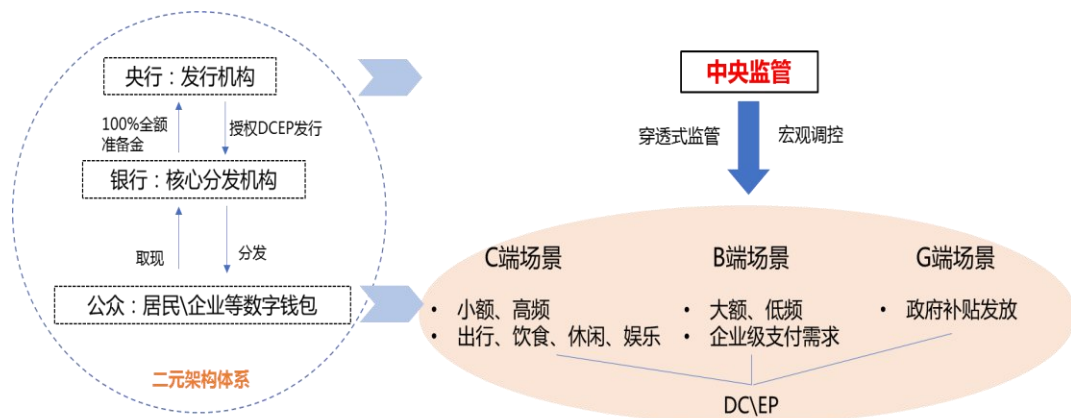 央行：发行机构
100%全额
准备金
授权DCEP发行
银行：核心分发机构
取现
分发
公众：居民\企业等数字钱包
二元架构体系
中央监管
穿透式监管
宏观调控
C端场景
• 小额、高频
• 出行、饮食、休闲、娱乐
B端场景
• 大额、低频
• 企业级支付需求
G端场景
• 政府补贴发放
DC\EP